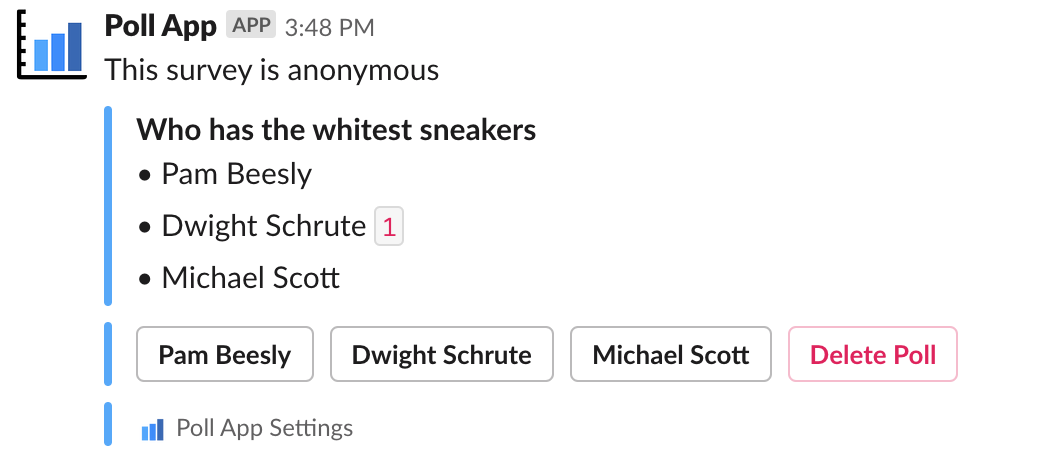 Poll App APP 3:48 PM
This survey is anonymous
Who has the whitest sneakers
• Pam Beesly
• Dwight Schrute 1
• Michael Scott
Pam Beesly Dwight Schrute Michael Scott Delete Poll
Poll App Settings